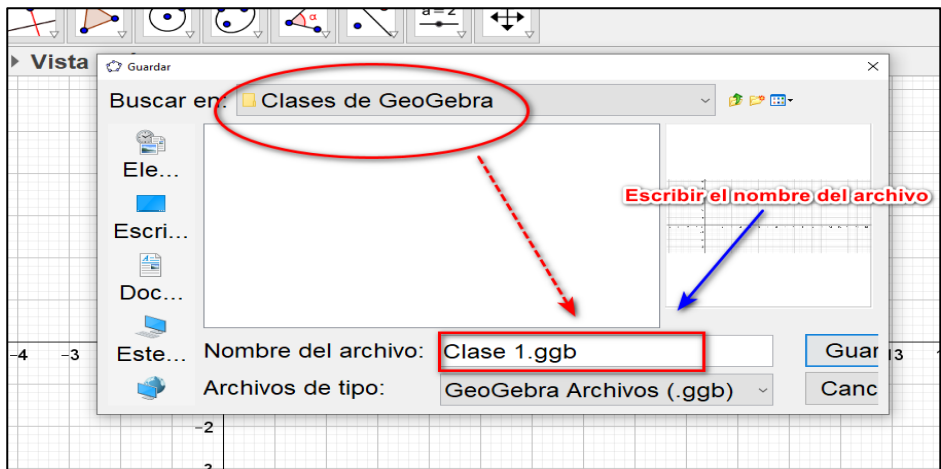 a = 2
Vista
Guardar
Buscar en: Clases de GeoGebra
Ele...
Escri...
Doc...
Este...
Escribir el nombre del archivo
Nombre del archivo: Clase 1.ggb
Guar
Archivos de tipo: GeoGebra Archivos (.ggb)
Canc
-4 -3
13
-2